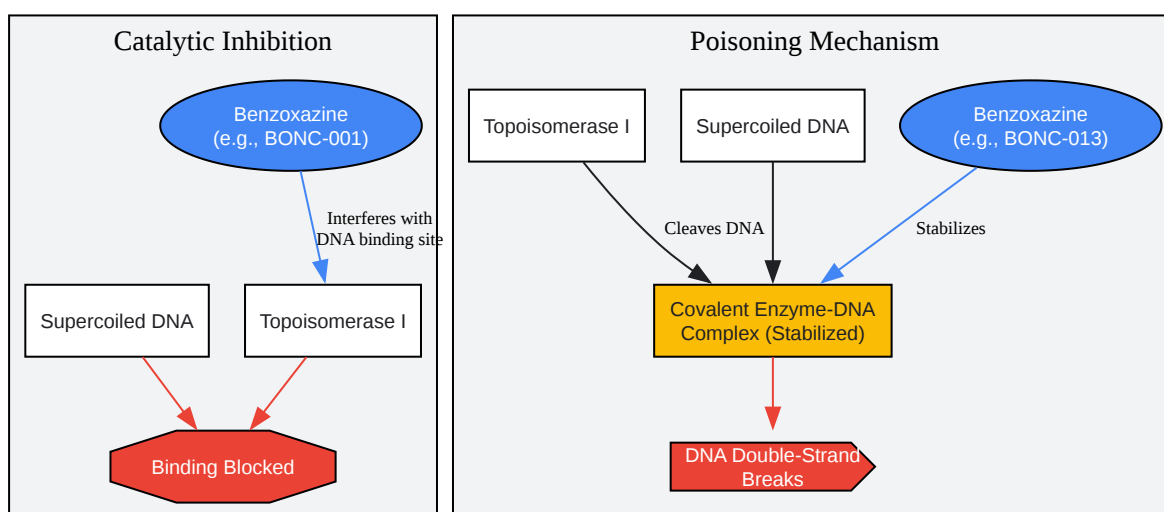 Catalytic Inhibition
Benzoxazine
(e.g., BONC-001)
Interferes with
DNA binding site
Supercoiled DNA
Topoisomerase I
Binding Blocked
Poisoning Mechanism
Topoisomerase I
Supercoiled DNA
Benzoxazine
(e.g., BONC-013)
Cleaves DNA
Stabilizes
Covalent Enzyme-DNA
Complex (Stabilized)
DNA Double-Strand
Breaks